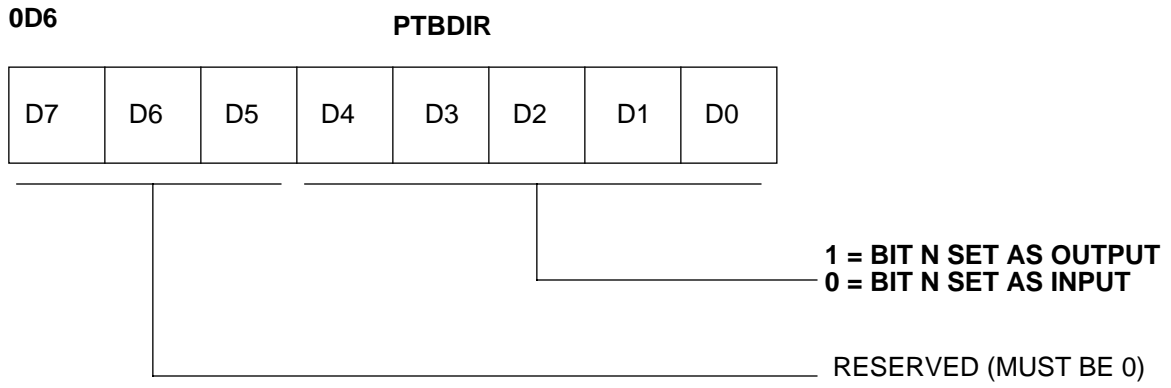 0D6
PTBDIR
D7 D6 D5 D4 D3 D2 D1 D0
1 = BIT N SET AS OUTPUT
0 = BIT N SET AS INPUT
RESERVED (MUST BE 0)